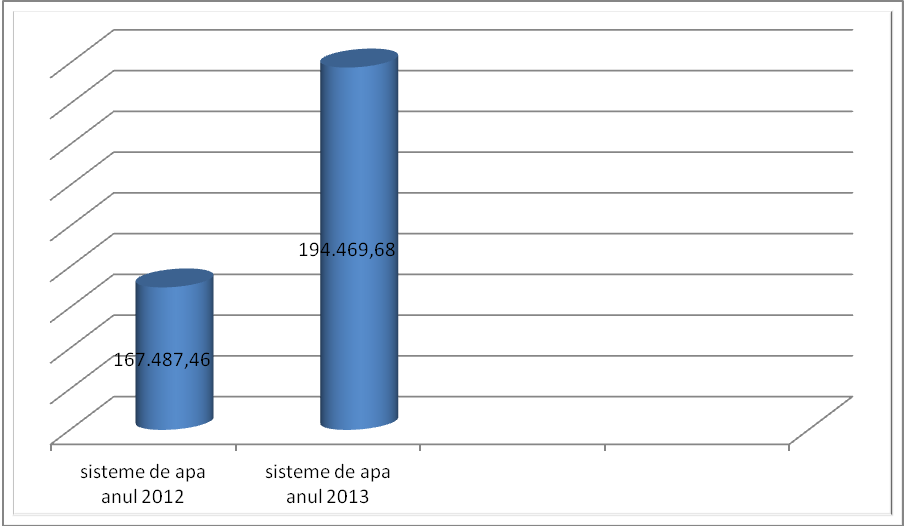 194.469,68
167.487,46
sisteme de apa
anul 2012
sisteme de apa
anul 2013